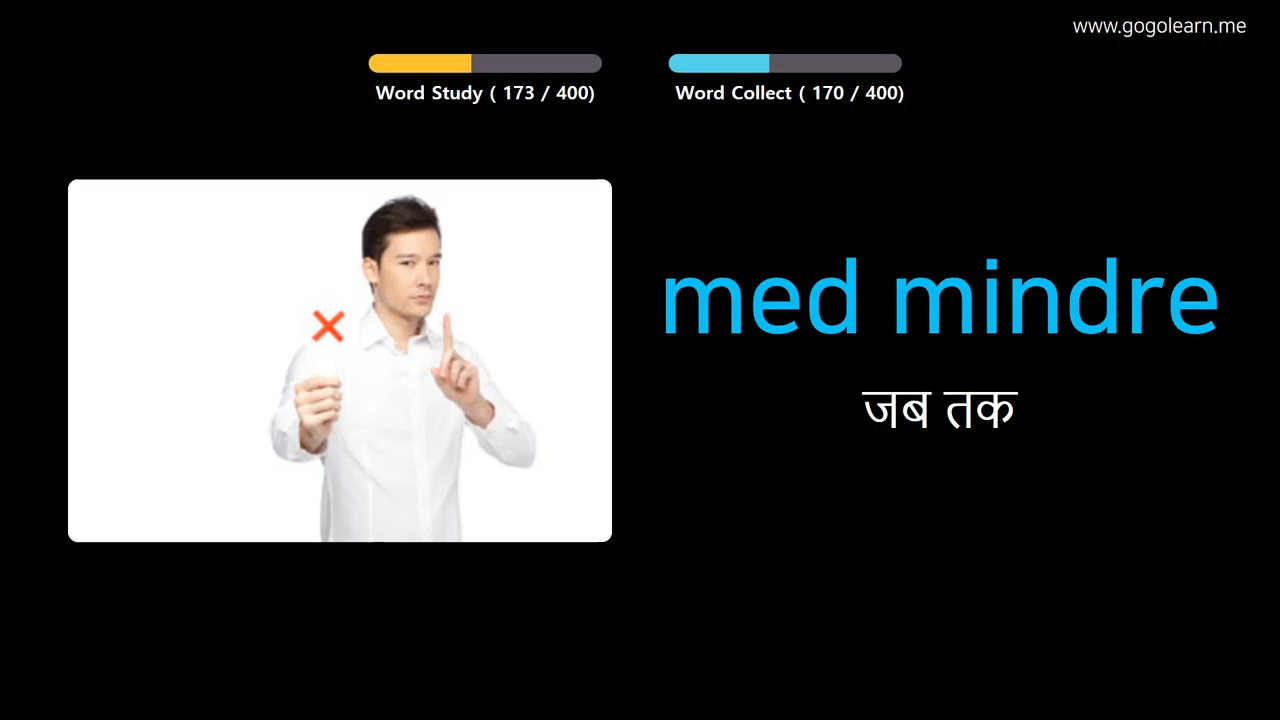 www.gogolearn.me
Word Study ( 173 / 400)
Word Collect ( 170 / 400)
med mindre
जब तक